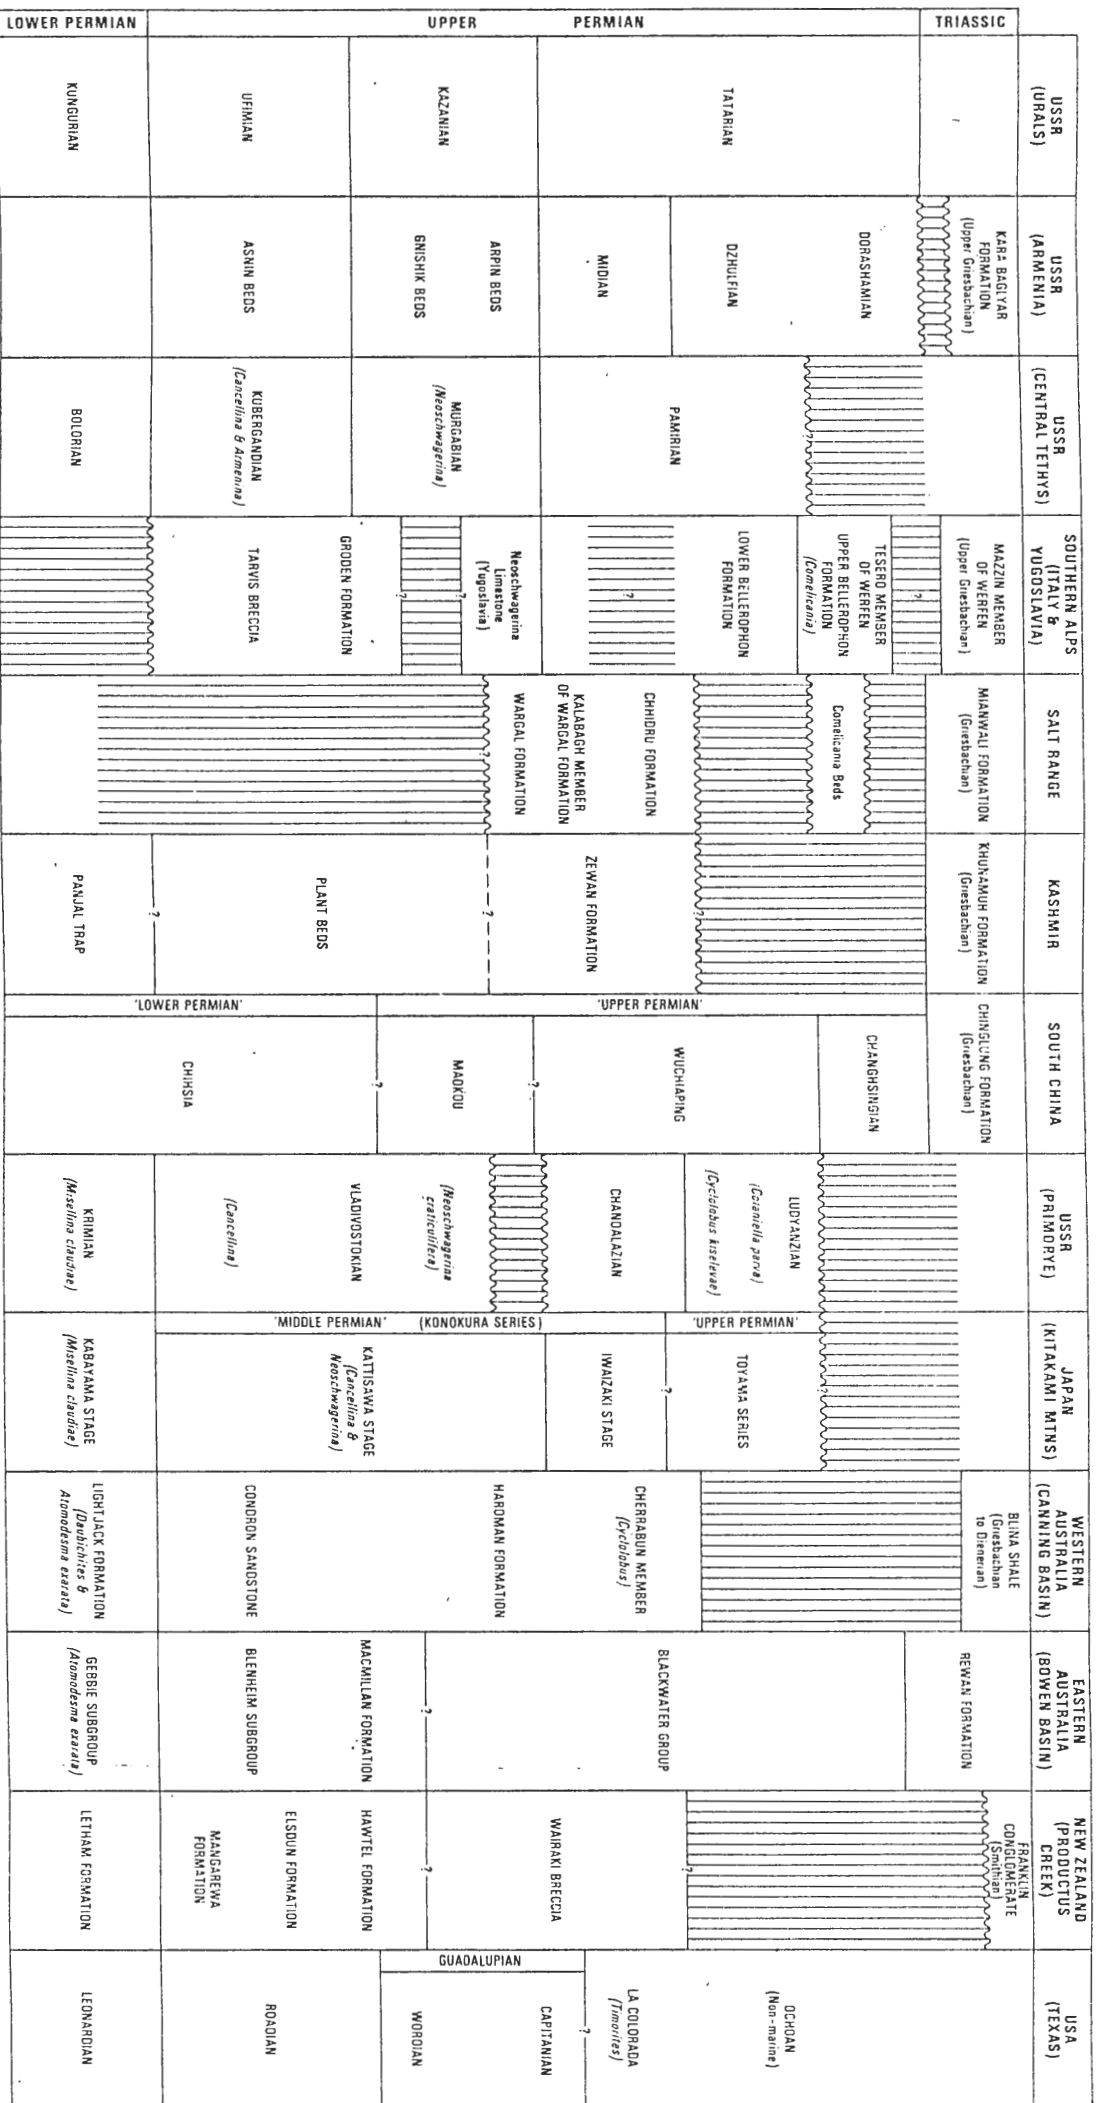 LOWER PERMIAN
UPPER PERMIAN
TRIASSIC
USSR
(URALS)
TATARIAN
KAZANIAN
UFIMIAN
KUNGURIAN
USSR
(ARMENIA)
KARA BAGLYAR
FORMATION
(Upper Griesbachian)
DORASHAMIAN
DZHULFIAN
MIDIAN
ARPIN BEDS
GNISHIK BEDS
ASNIN BEDS
USSR
(CENTRAL TETHYS)
?
PAMIRIAN
MURGABIAN
(Neoschwagerina)
KUBERGANDIAN
(Cancellina & Armenina)
BOLORIAN
SOUTHERN ALPS
(ITALY &
YUGOSLAVIA)
MAZZIN MEMBER
OF WERFEN
(Upper Griesbachian)
?
TESERO MEMBER
OF WERFEN
UPPER BELLEROPHON
FORMATION
(Comelicania)
LOWER BELLEROPHON
FORMATION
?
Neoschwagerina
Limestone
(Yugoslavia)
?
?
GRODEN FORMATION
TARVIS BRECCIA
SALT RANGE
MIANWALI FORMATION
(Griesbachian)
Comelicania Beds
CHHIDRU FORMATION
KALABAGH MEMBER
OF WARGAL FORMATION
WARGAL FORMATION
?
KASHMIR
KHUNAMUH FORMATION
(Griesbachian)
?
ZEWAN FORMATION
?
PLANT BEDS
?
PANJAL TRAP
SOUTH CHINA
CHINGLUNG FORMATION
(Griesbachian)
'UPPER PERMIAN'
'LOWER PERMIAN'
CHANGHSINGIAN
WUCHIAPING
?
MAOKOU
?
CHIHSIA
USSR
(PRIMORYE)
LUDYANZIAN
(Colaniella parva)
(Cyclolobus kiselevae)
CHANDALAZIAN
(Neoschwagerina
craticulifera)
VLADIVOSTOKIAN
(Cancellina)
KRIMIAN
(Misellina claudiae)
JAPAN
(KITAKAMI MTNS)
'UPPER PERMIAN'
'MIDDLE PERMIAN' (KONOKURA SERIES)
?
TOYAMA SERIES
?
IWAIZAKI STAGE
KATTISAWA STAGE
(Cancellina &
Neoschwagerina)
KABAYAMA STAGE
(Misellina claudiae)
WESTERN
AUSTRALIA
(CANNING BASIN)
BLINA SHALE
(Griesbachian
to Dienerian)
CHERRABUN MEMBER
(Cyclolobus)
HARDMAN FORMATION
CONDRON SANDSTONE
LIGHTJACK FORMATION
(Daubichites &
Atomodesma exarata)
EASTERN
AUSTRALIA
(BOWEN BASIN)
REWAN FORMATION
BLACKWATER GROUP
?
MACMILLAN FORMATION
BLENHEIM SUBGROUP
GEBBIE SUBGROUP
(Atomodesma exarata)
NEW ZEALAND
(PRODUCTUS
CREEK)
FRANKLIN
CONGLOMERATE
(Smithian)
?
WAIRAKI BRECCIA
?
HAWTEL FORMATION
ELSDUN FORMATION
MANGAREWA
FORMATION
LETHAM FORMATION
USA
(TEXAS)
OCHOAN
(Non-marine)
LA COLORADA
(Timorites)
?
GUADALUPIAN
CAPITANIAN
WORDIAN
ROADIAN
LEONARDIAN